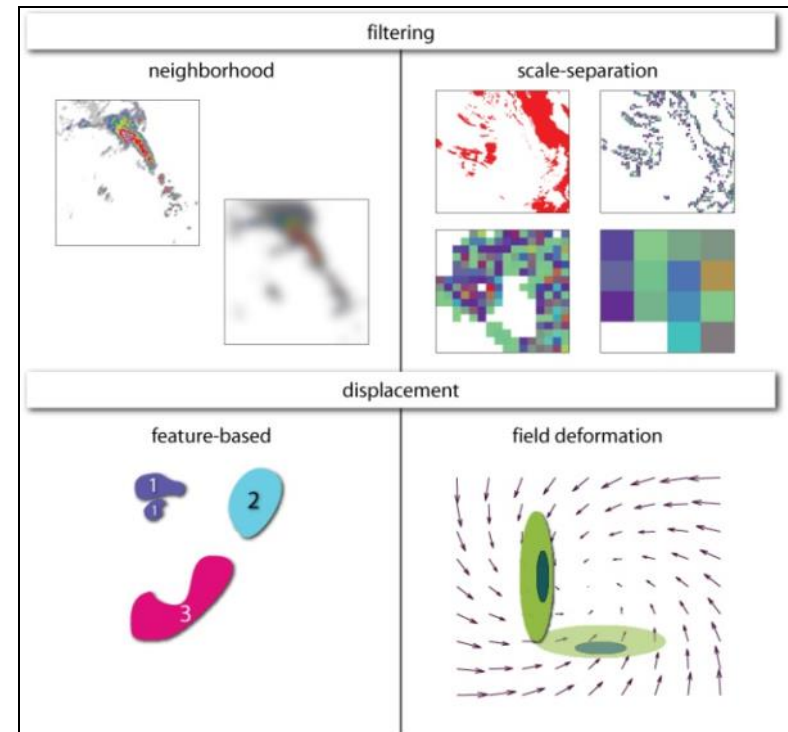 filtering
neighborhood
scale-separation
displacement
feature-based
field deformation
1
1
2
3